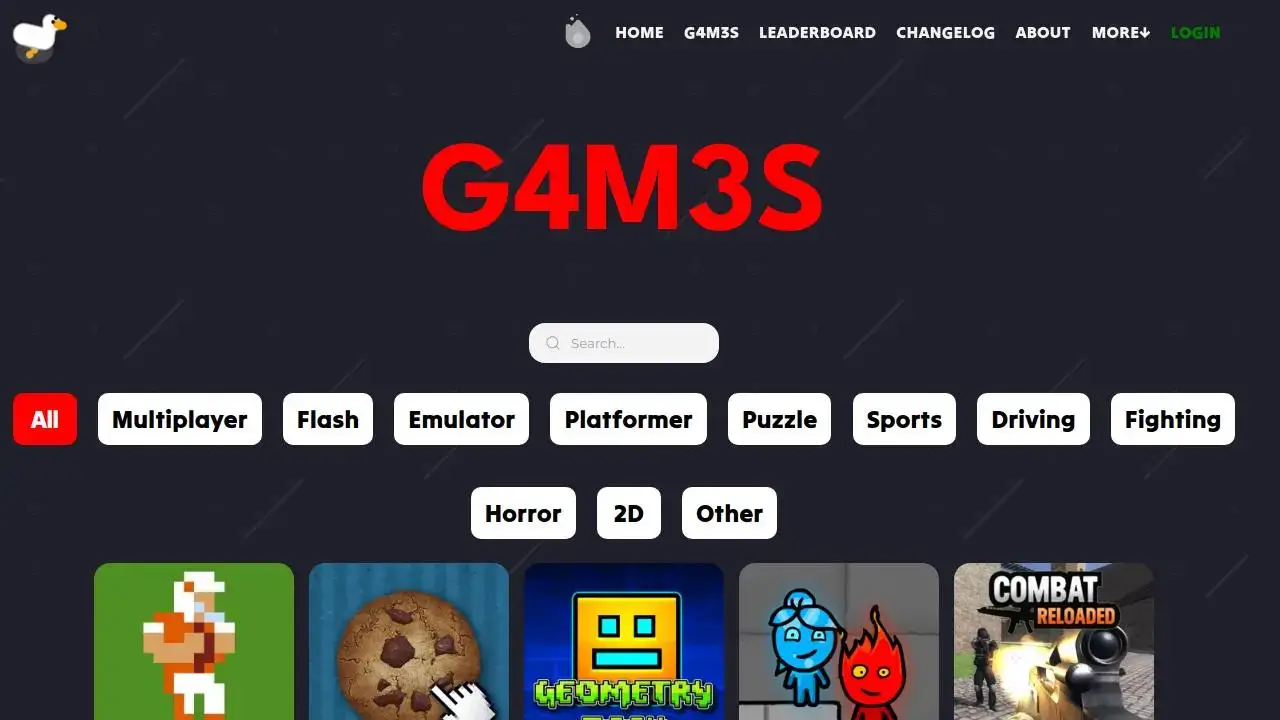 HOME G4M3S LEADERBOARD CHANGELOG ABOUT MORE↓ LOGIN
G4M3S
Search...
All Multiplayer Flash Emulator Platformer Puzzle Sports Driving Fighting
Horror 2D Other
COMBAT
RELOADED
GEOMETRY